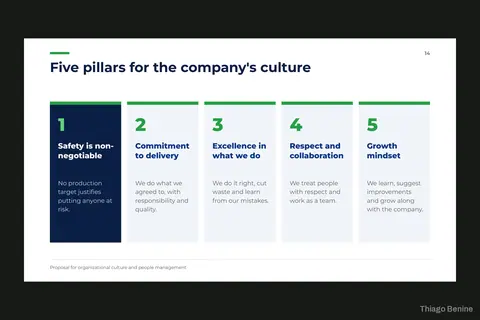 14
Five pillars for the company's culture
1
Safety is non-
negotiable
No production
target justifies
putting anyone at
risk.
2
Commitment
to delivery
We do what we
agreed to, with
responsibility and
quality.
3
Excellence in
what we do
We do it right, cut
waste and learn
from our mistakes.
4
Respect and
collaboration
We treat people
with respect and
work as a team.
5
Growth
mindset
We learn, suggest
improvements
and grow along
with the company.
Proposal for organizational culture and people management
Thiago Benine